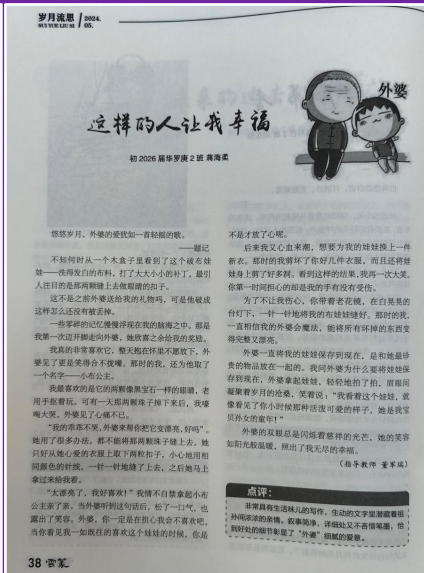 岁月流思
SUI YUE LIU SI
2024.
05.
外婆
这样的人让我幸福
初2026届华罗庚2班 蒋海柔
悠悠岁月，外婆的爱犹如一首轻摇的歌。
——题记
不知何时从一个木盒子里看到了这个破布娃
娃——洗得发白的布料，打了大大小小的补丁，最引
人注目的是那两颗缝上去做眼睛的扣子。
这不是之前外婆送给我的礼物吗，可是他破成
这样怎么还没有被丢掉。
一些零碎的记忆慢慢浮现在我的脑海之中，那是
我第一次迈开脚走向外婆，她欣喜之余给我的奖励。
我真的非常喜欢它，整天抱在怀里不愿放下，外
婆见了更是笑得合不拢嘴。那时的我，还为他取了
一个名字——小布公主。
我最喜欢的是它的两颗像黑宝石一样的眼睛，老
用手抠着玩。可有一天那两颗珠子掉下来后，我嚎
啕大哭，外婆见了心痛不已。
“我的乖乖不哭，外婆来帮你把它变漂亮，好吗”。
她用了很多办法，都不能将那两颗珠子缝上去，她
只好从她心爱的衣服上取下两粒扣子，小心地用相
同颜色的针线，一针一针地缝了上去，之后她马上
拿过来给我看。
“太漂亮了，我好喜欢！”我情不自禁拿起小布
公主亲了亲，当外婆听到这句话后，松了一口气，也
露出了笑容。外婆，你一定是在担心我会不喜欢吧，
当你看见我一如既往的喜欢这个娃娃的时候，你是
不是才放了心呢。
后来我又心血来潮，想要为我的娃娃换上一件
新衣。那时的我剪坏了你好几件衣服，而且还将娃
娃身上剪了好多洞。看到这样的结果，我再一次大哭，
你第一时间担心的却是我的手有没有受伤。
为了不让我伤心，你带着老花镜，在白晃晃的
台灯下，一针一针地将我的布娃娃缝好。那时的我，
一直相信我的外婆会魔法，能将所有坏掉的东西变
得完整又漂亮。
外婆一直将我的娃娃保存到现在，是和她最珍
贵的物品放在一起的。我问外婆为什么要将娃娃保
存到现在，外婆拿起娃娃，轻轻地拍了拍，眉眼间
凝聚着岁月的沧桑，笑着说：“我看着这个娃娃，就
像看见了你小时候那种活泼可爱的样子，她是我宝
贝孙女的童年！”
外婆的双眼总是闪烁着慈祥的光芒，她的笑容
如阳光般温暖，照出了我无尽的幸福。
（指导教师 董军瑞）
点评：
非常具有生活味儿的写作，生动的文字里潜藏着祖
孙间浓浓的亲情。叙事简净，详细处又不吝惜笔墨，恰
到好处的细节彰显了“外婆”细腻的爱意。
38